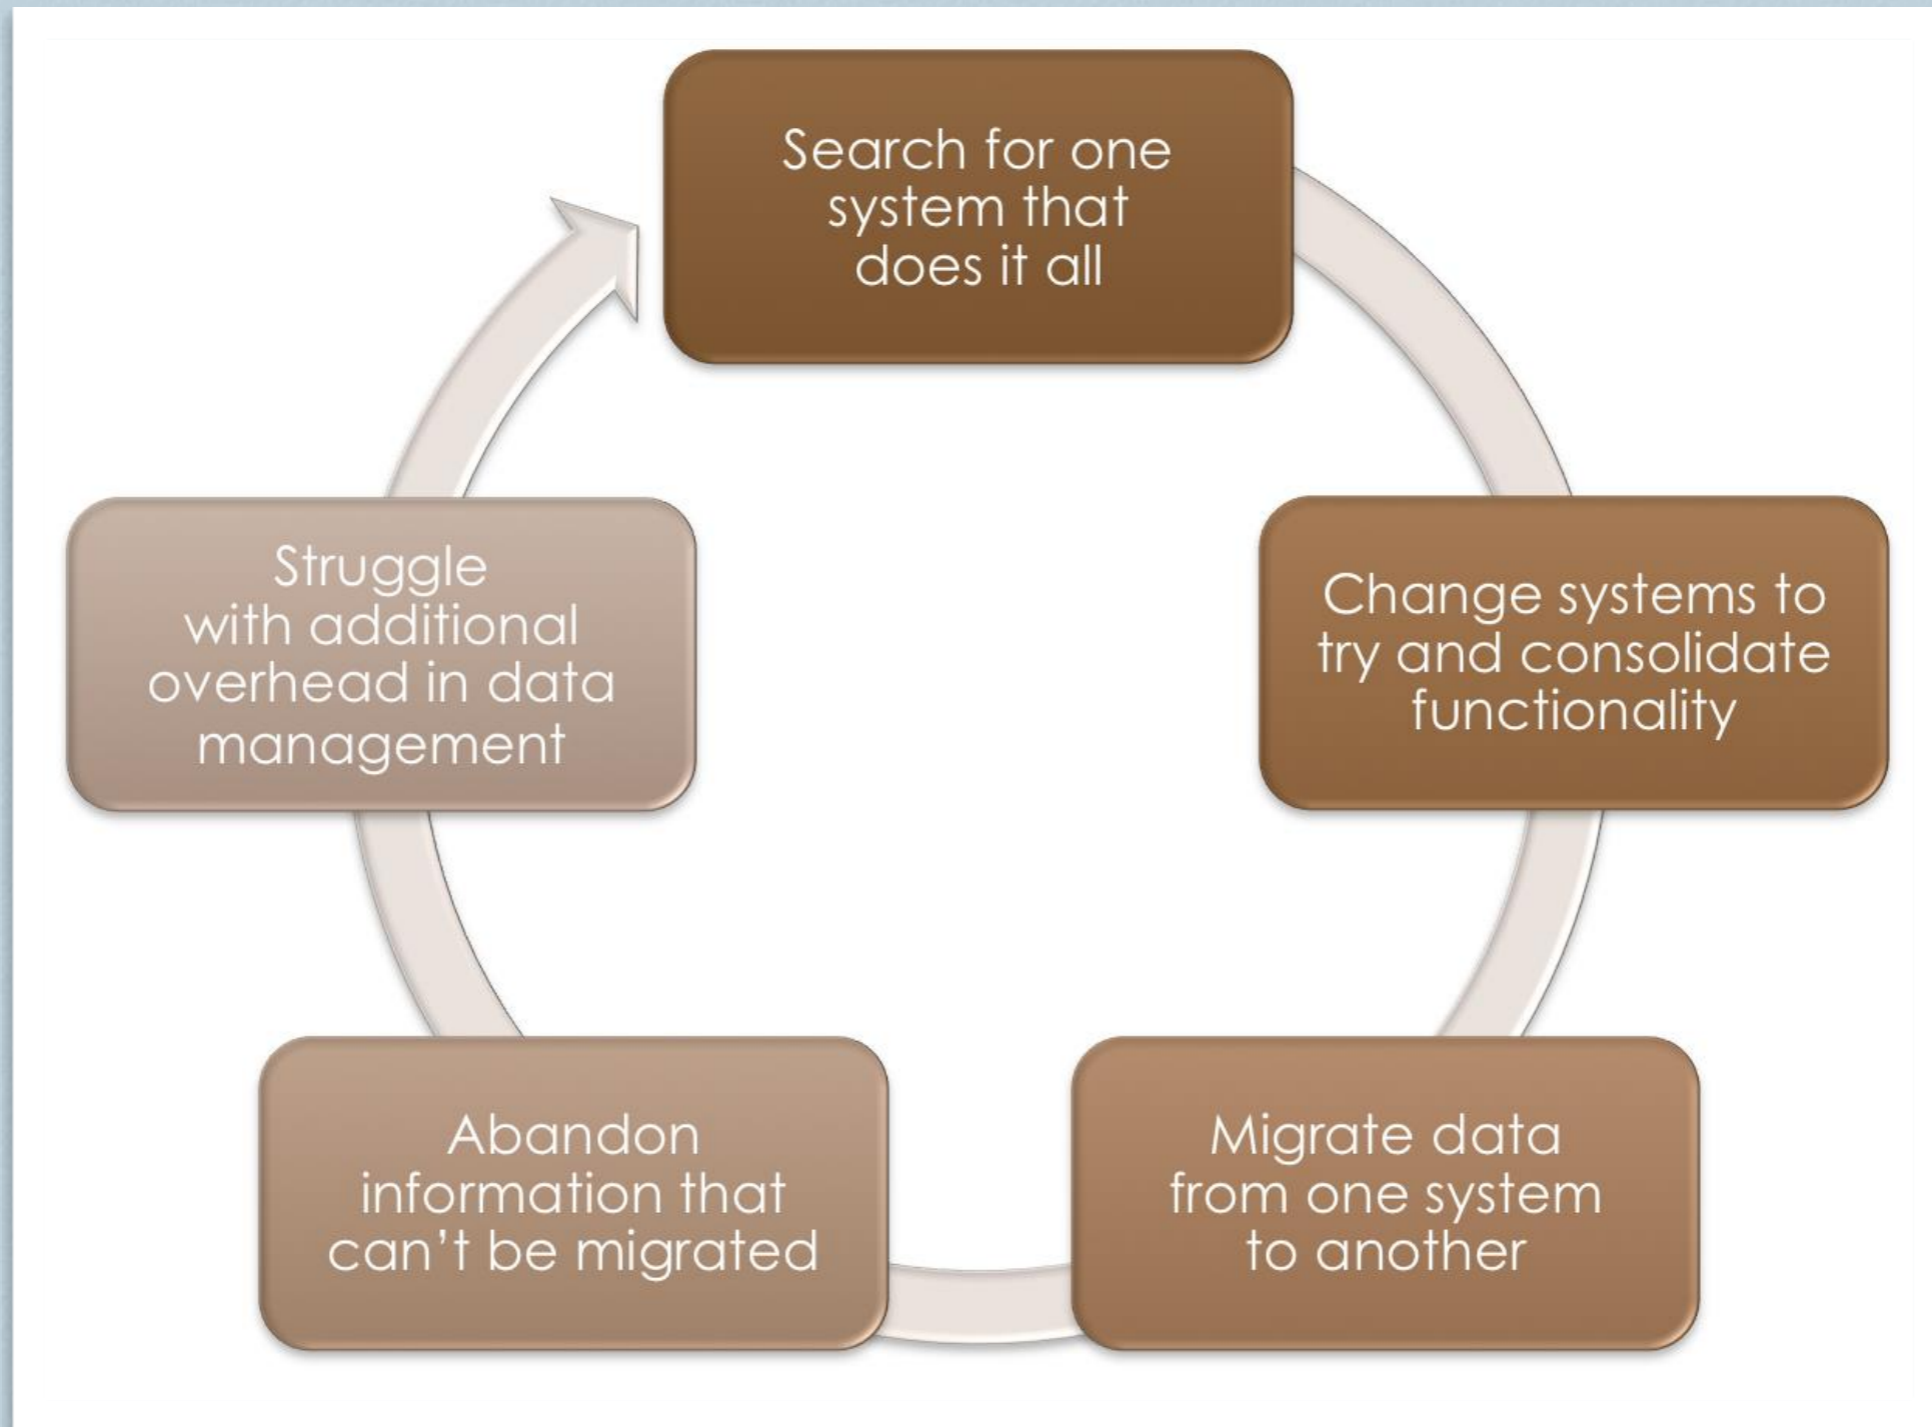 Search for one
system that
does it all
Change systems to
try and consolidate
functionality
Migrate data
from one system
to another
Abandon
information that
can’t be migrated
Struggle
with additional
overhead in data
management